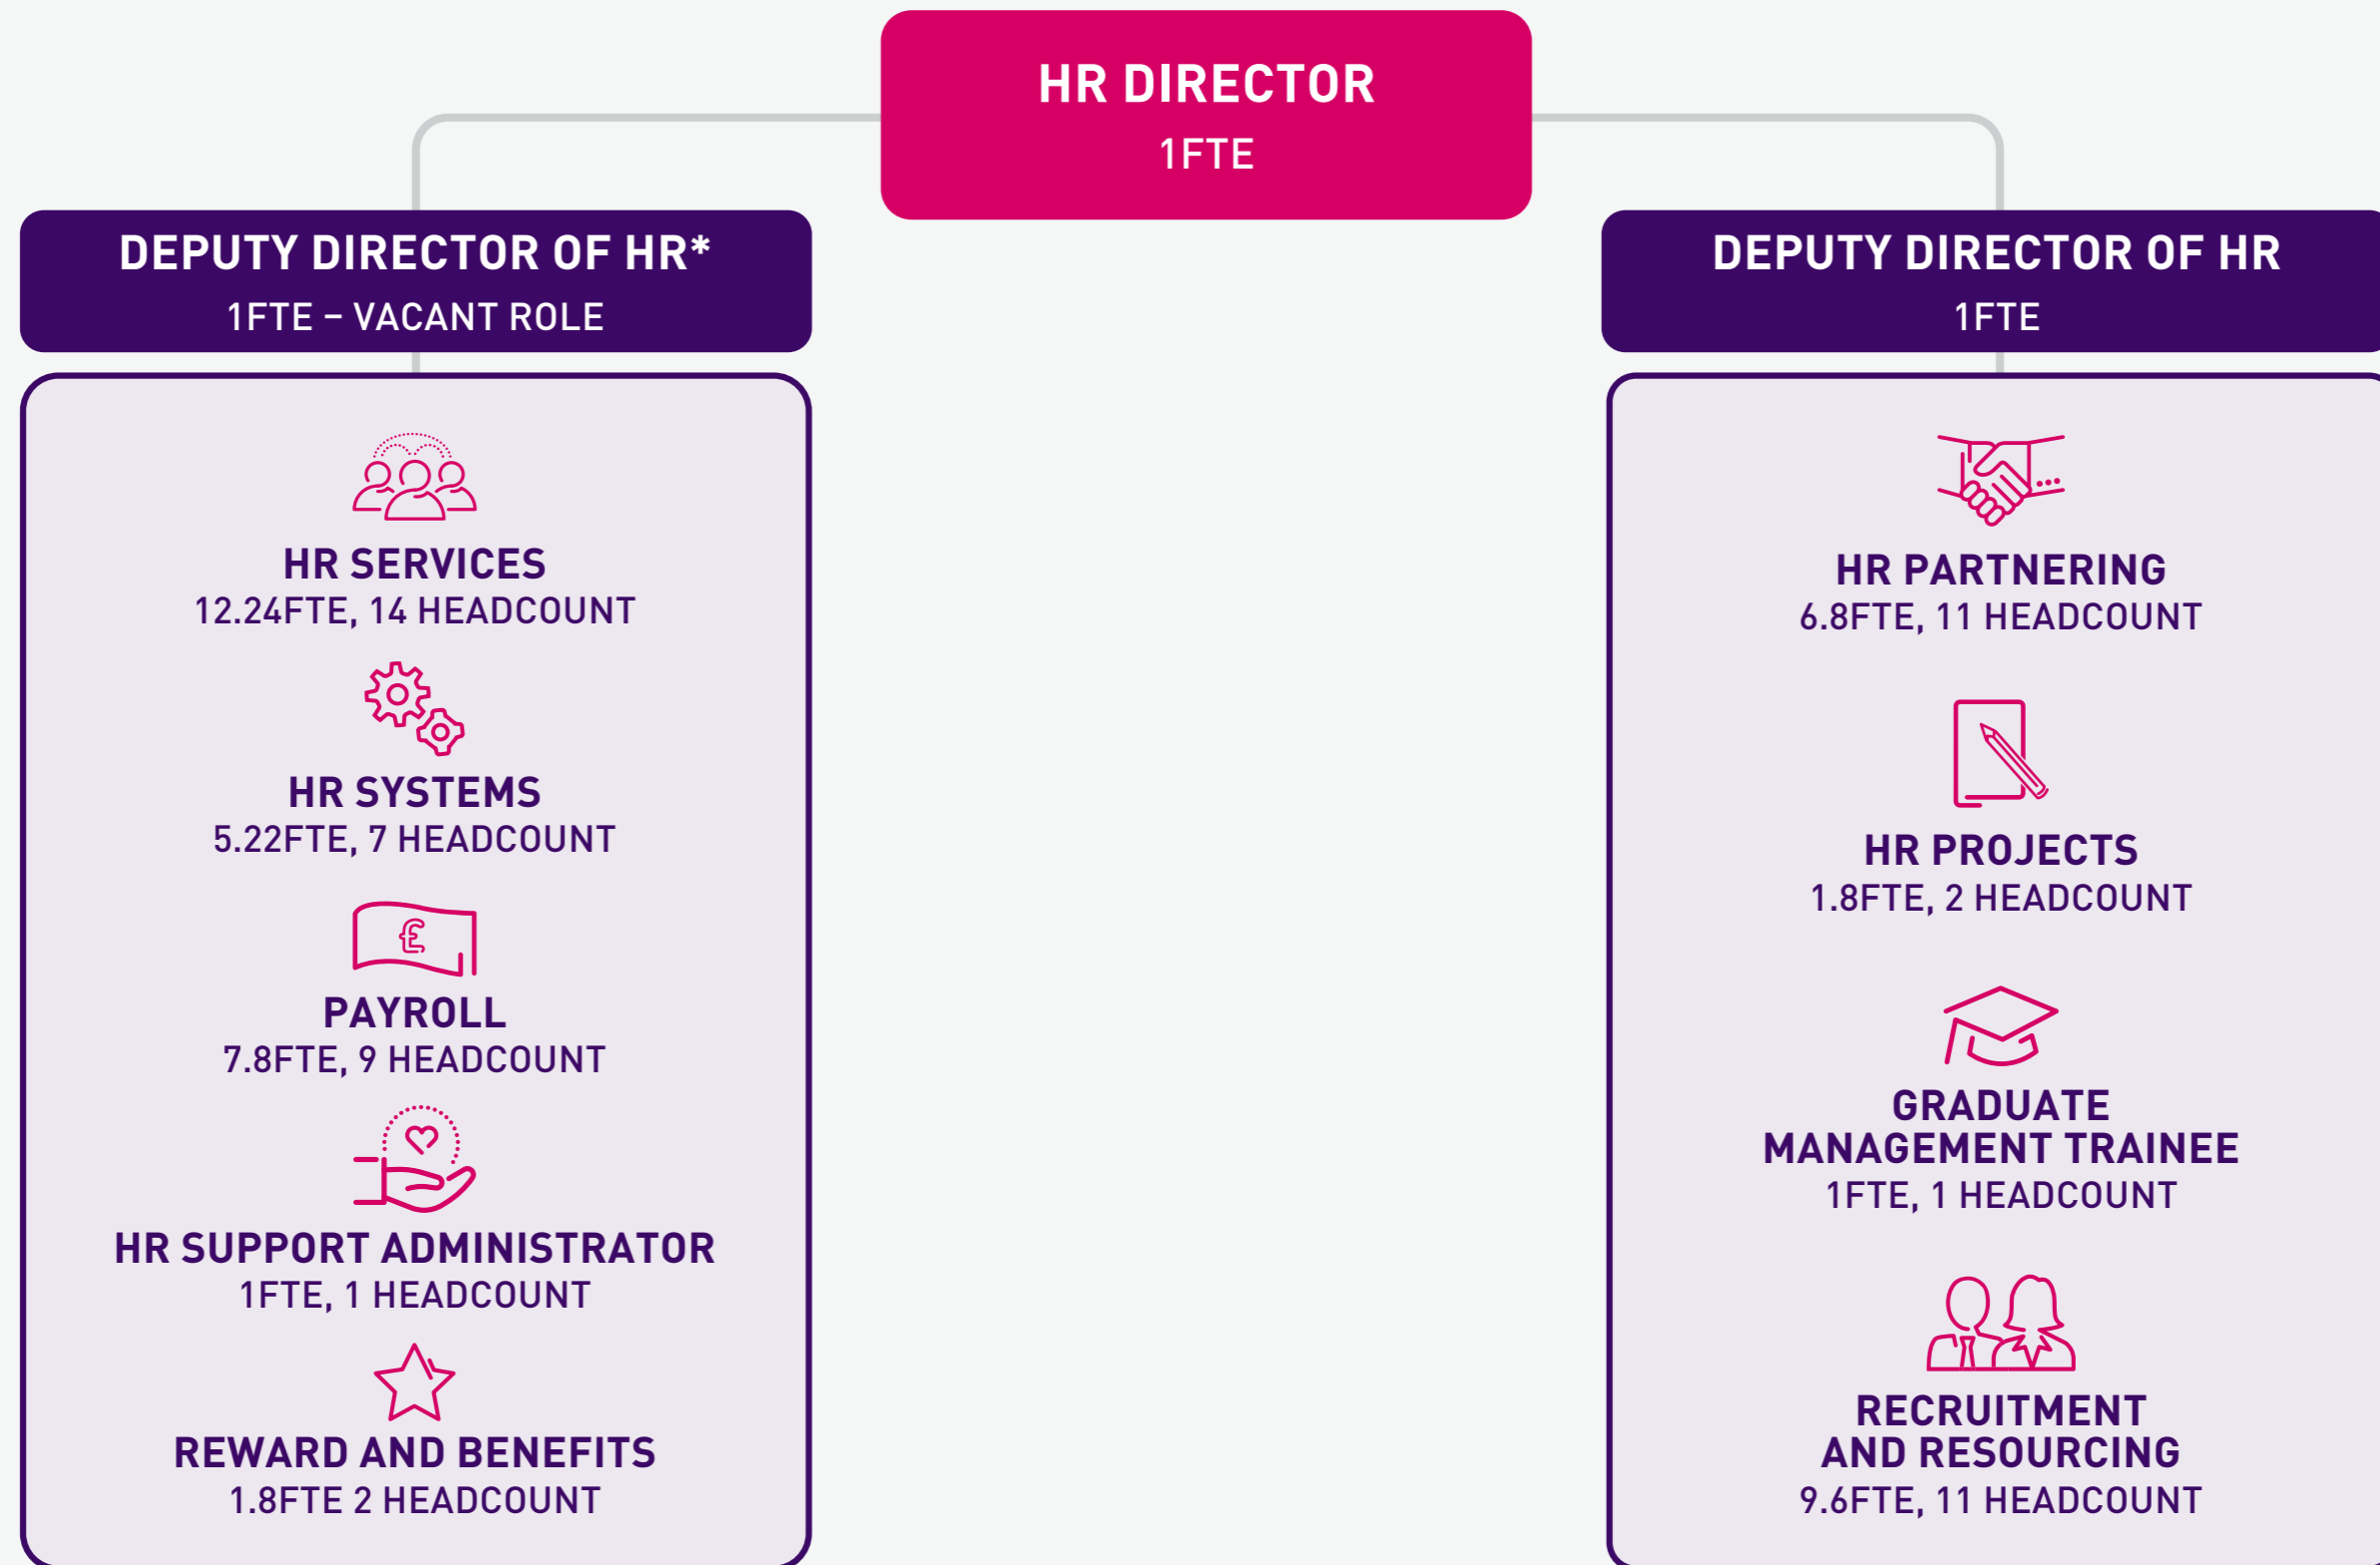 HR DIRECTOR
1FTE
DEPUTY DIRECTOR OF HR*
1FTE – VACANT ROLE
HR SERVICES
12.24FTE, 14 HEADCOUNT
HR SYSTEMS
5.22FTE, 7 HEADCOUNT
£
PAYROLL
7.8FTE, 9 HEADCOUNT
HR SUPPORT ADMINISTRATOR
1FTE, 1 HEADCOUNT
REWARD AND BENEFITS
1.8FTE 2 HEADCOUNT
DEPUTY DIRECTOR OF HR
1FTE
HR PARTNERING
6.8FTE, 11 HEADCOUNT
HR PROJECTS
1.8FTE, 2 HEADCOUNT
GRADUATE
MANAGEMENT TRAINEE
1FTE, 1 HEADCOUNT
RECRUITMENT
AND RESOURCING
9.6FTE, 11 HEADCOUNT